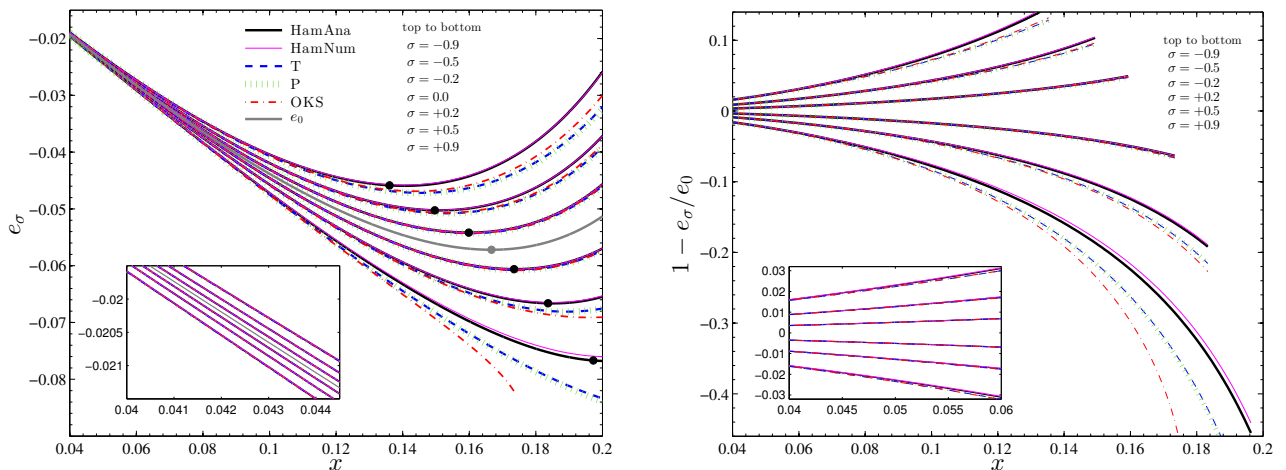 HamAna
HamNum
T
P
OKS
e₀
top to bottom
σ = −0.9
σ = −0.5
σ = −0.2
σ = 0.0
σ = +0.2
σ = +0.5
σ = +0.9
−0.02
−0.03
−0.04
−0.05
−0.06
−0.07
−0.08
e_σ
−0.02
−0.0205
−0.021
0.04 0.041 0.042 0.043 0.044
0.04 0.06 0.08 0.1 0.12 0.14 0.16 0.18 0.2
x
top to bottom
σ = −0.9
σ = −0.5
σ = −0.2
σ = +0.2
σ = +0.5
σ = +0.9
0.1
0
−0.1
−0.2
−0.3
−0.4
1 − e_σ/e₀
0.03
0.02
0.01
0
−0.01
−0.02
−0.03
0.04 0.045 0.05 0.055 0.06
0.04 0.06 0.08 0.1 0.12 0.14 0.16 0.18 0.2
x